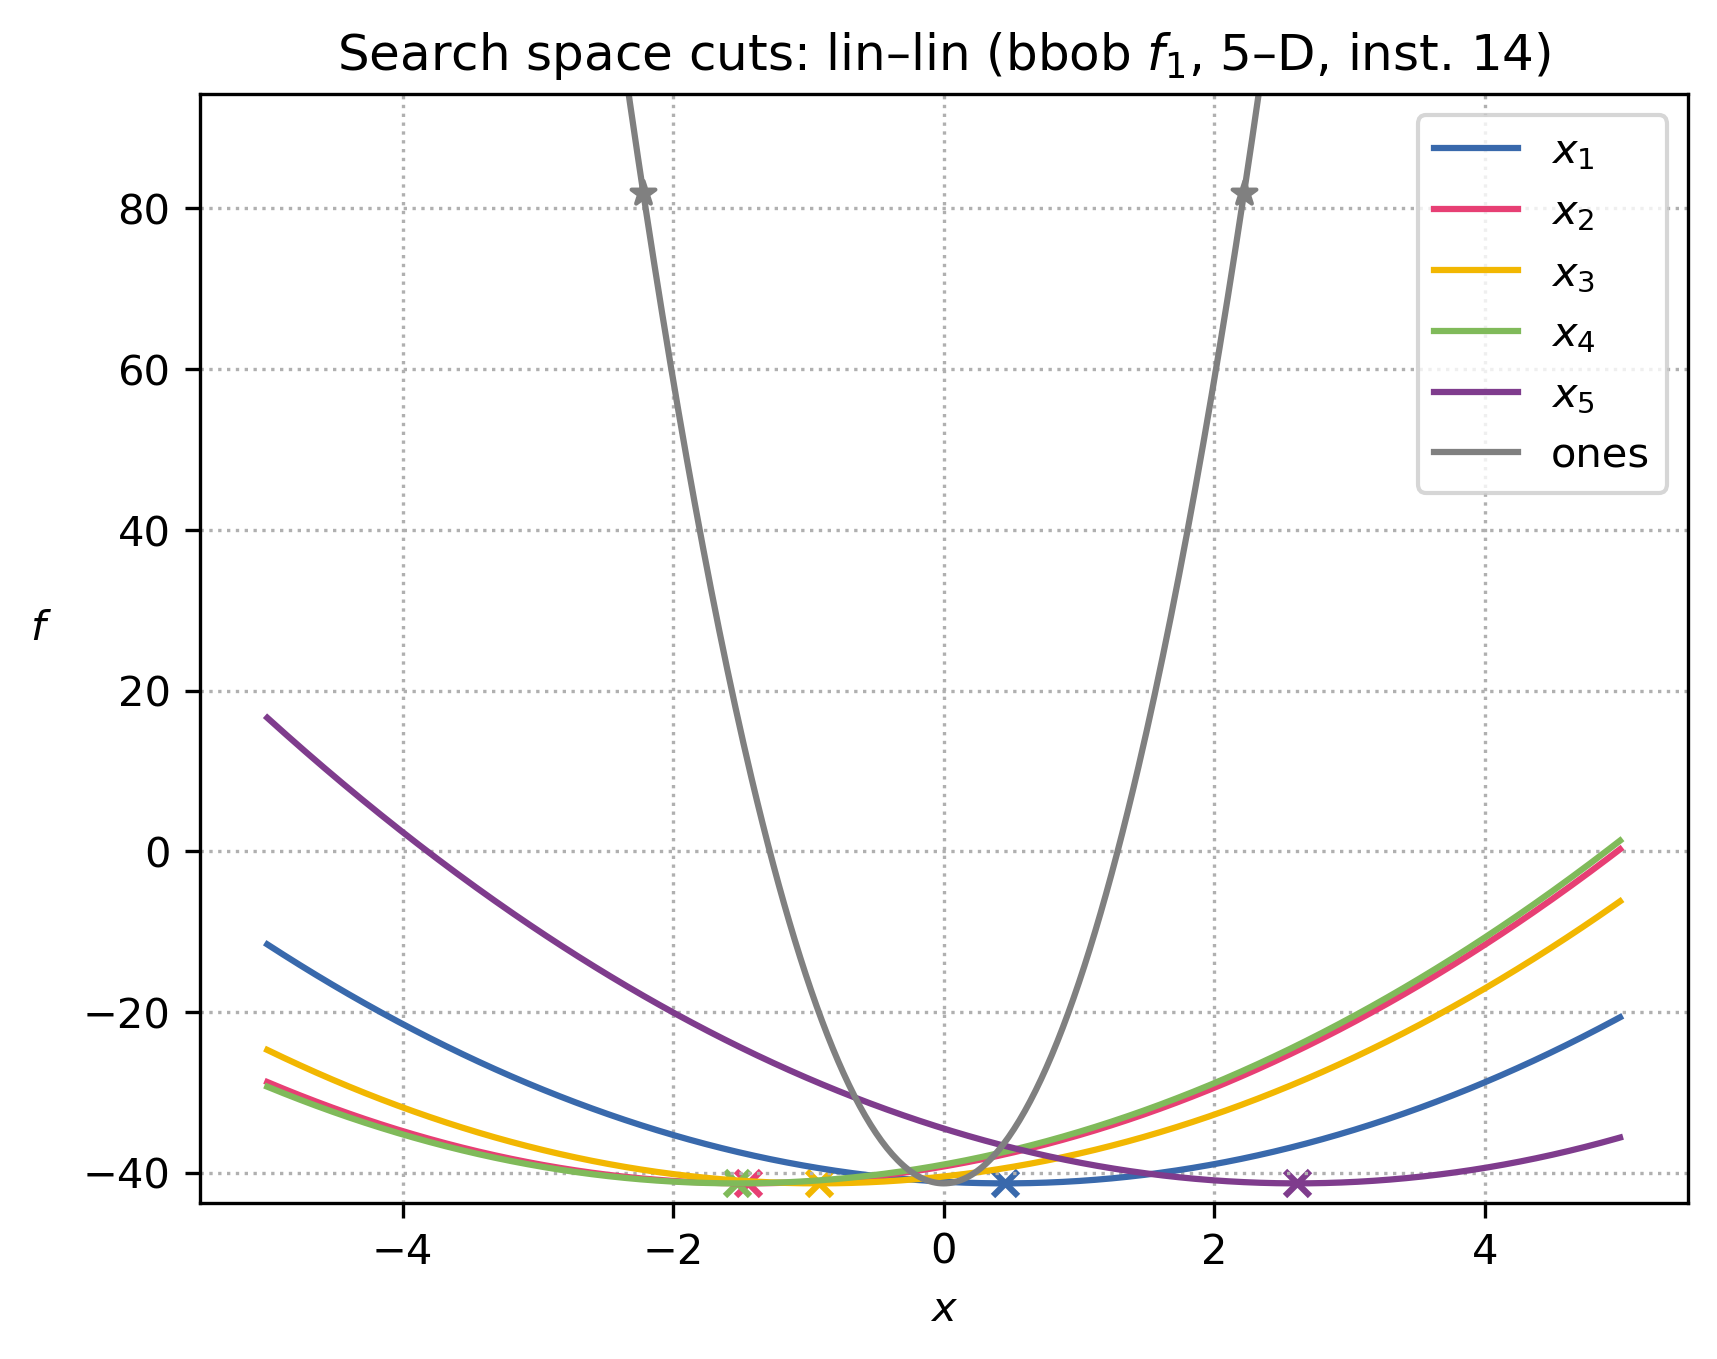 Search space cuts: lin–lin (bbob f₁, 5–D, inst. 14)
x₁
x₂
x₃
x₄
x₅
ones
80
60
40
20
0
−20
−40
f
−4
−2
0
2
4
x